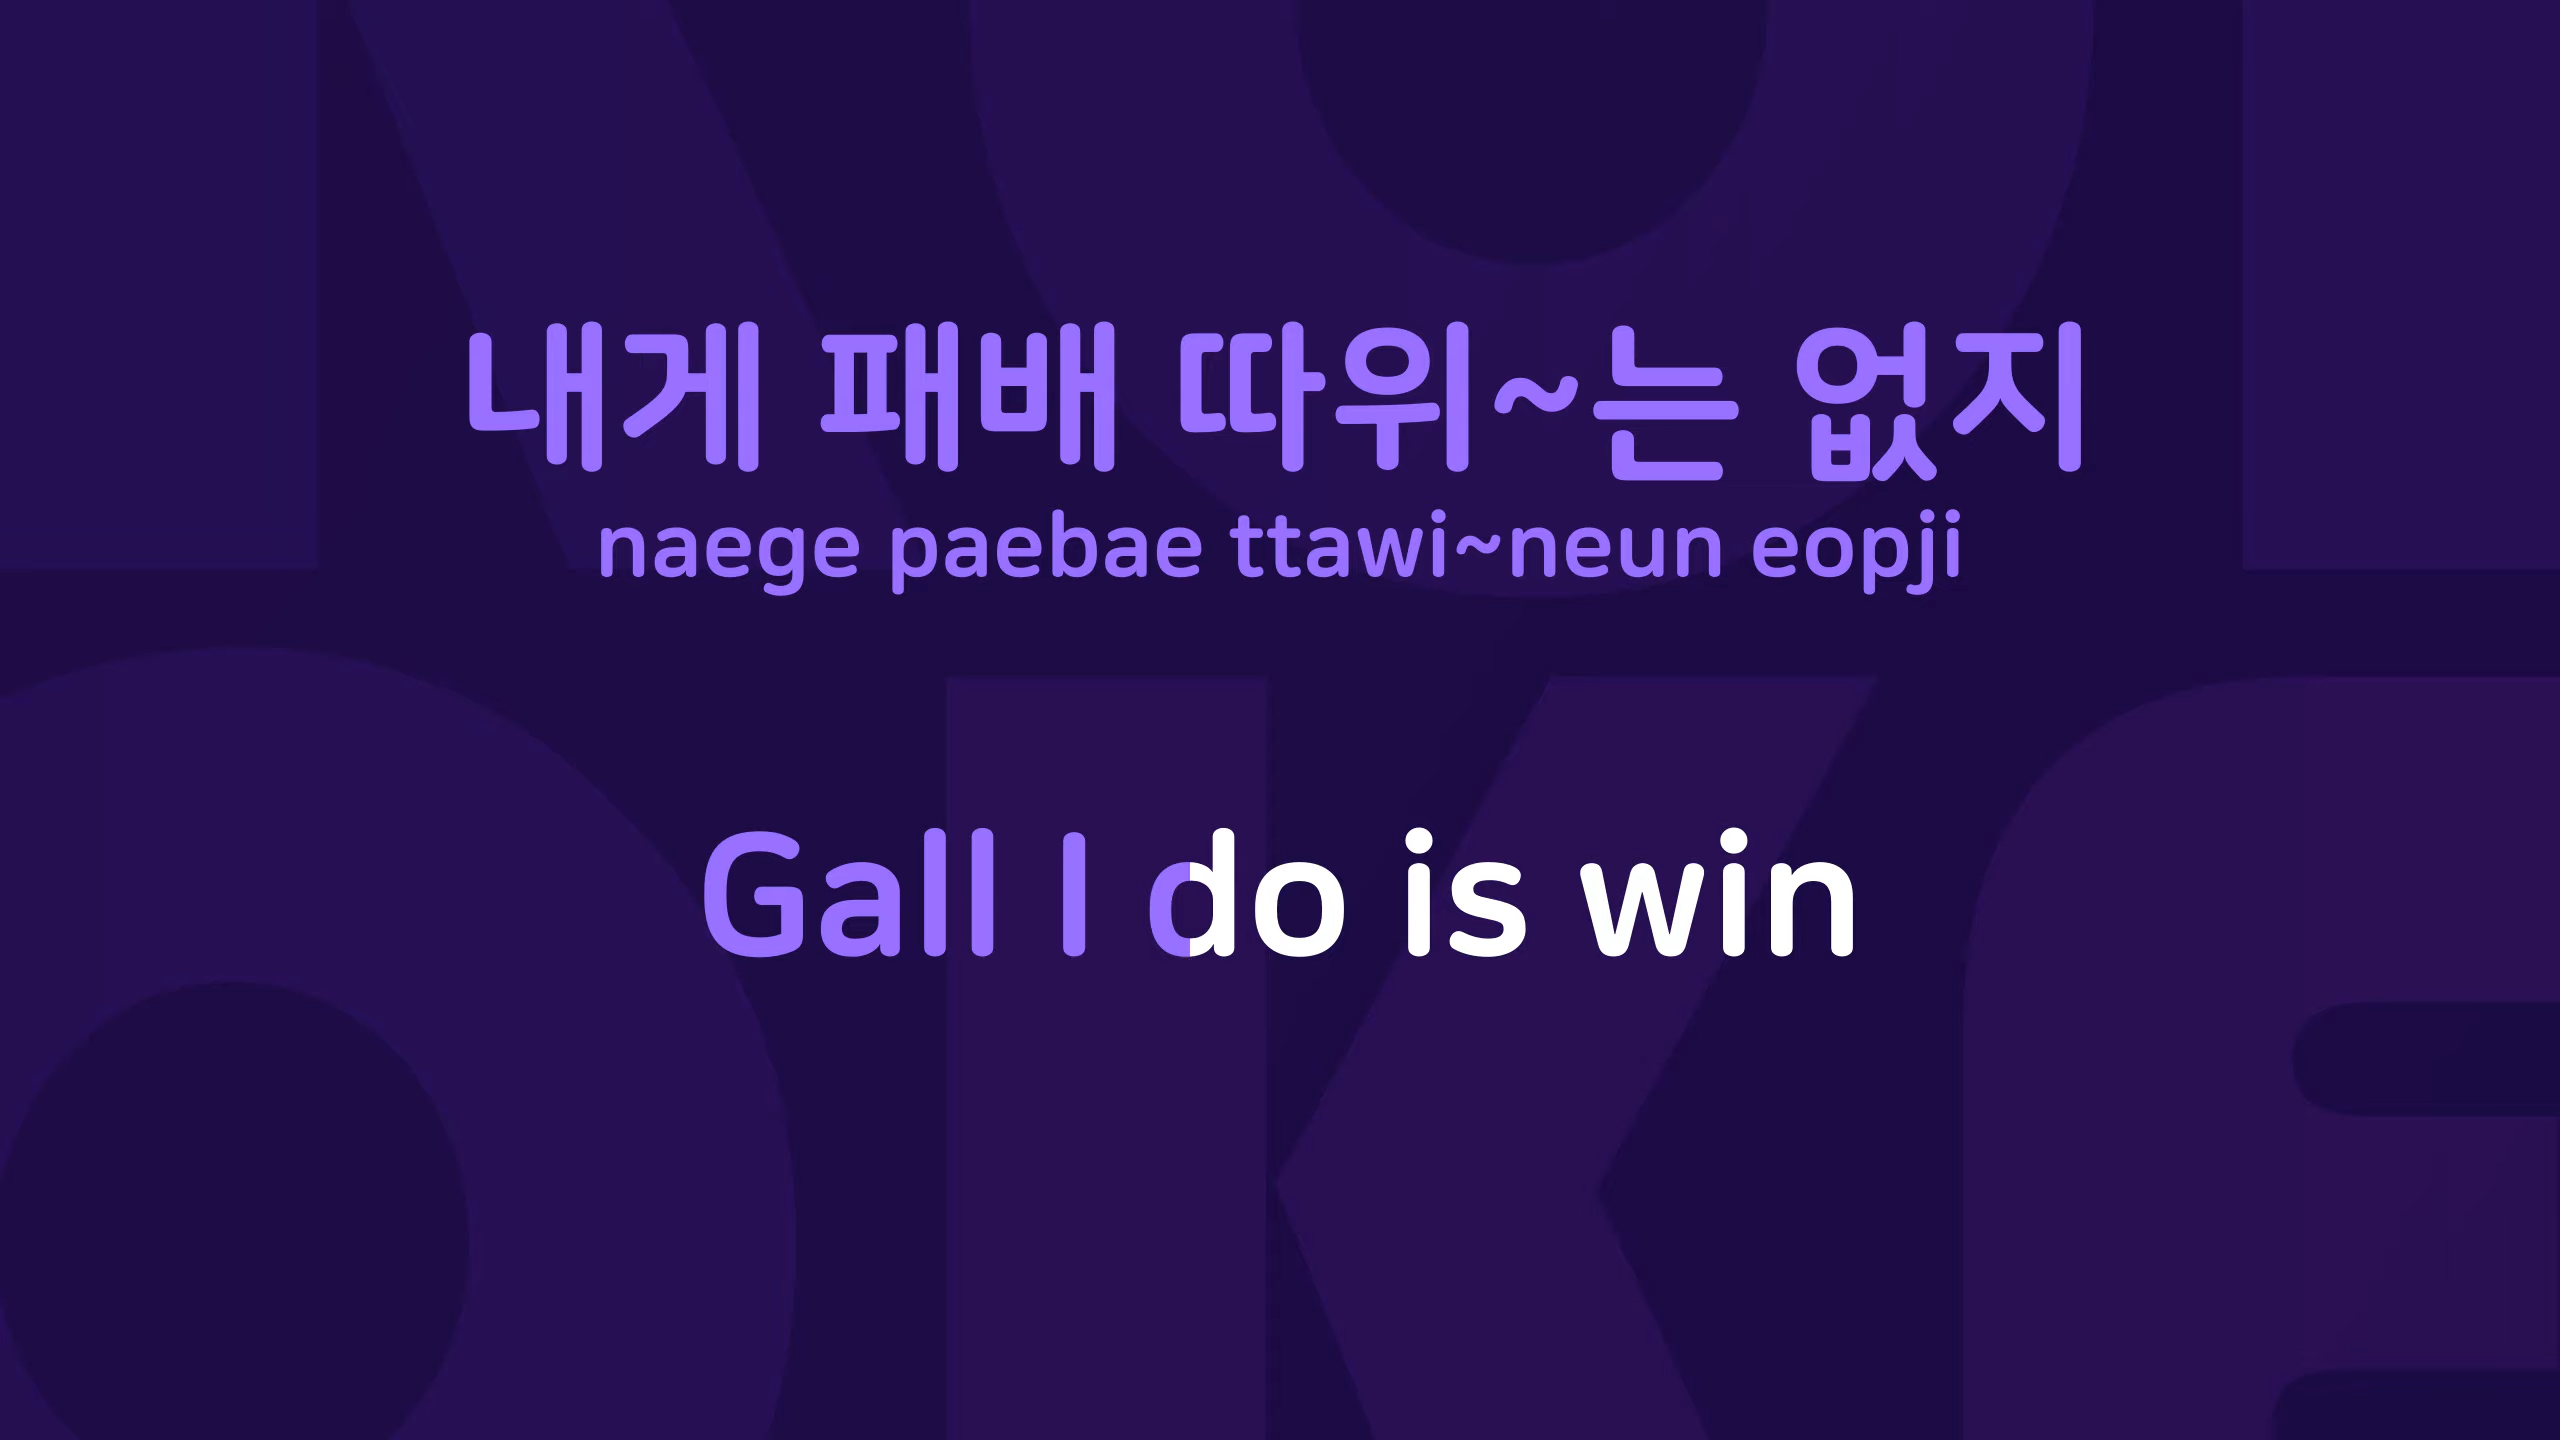 내게 패배 따위~는 없지
naege paebae ttawi~neun eopji
Gall I do is win